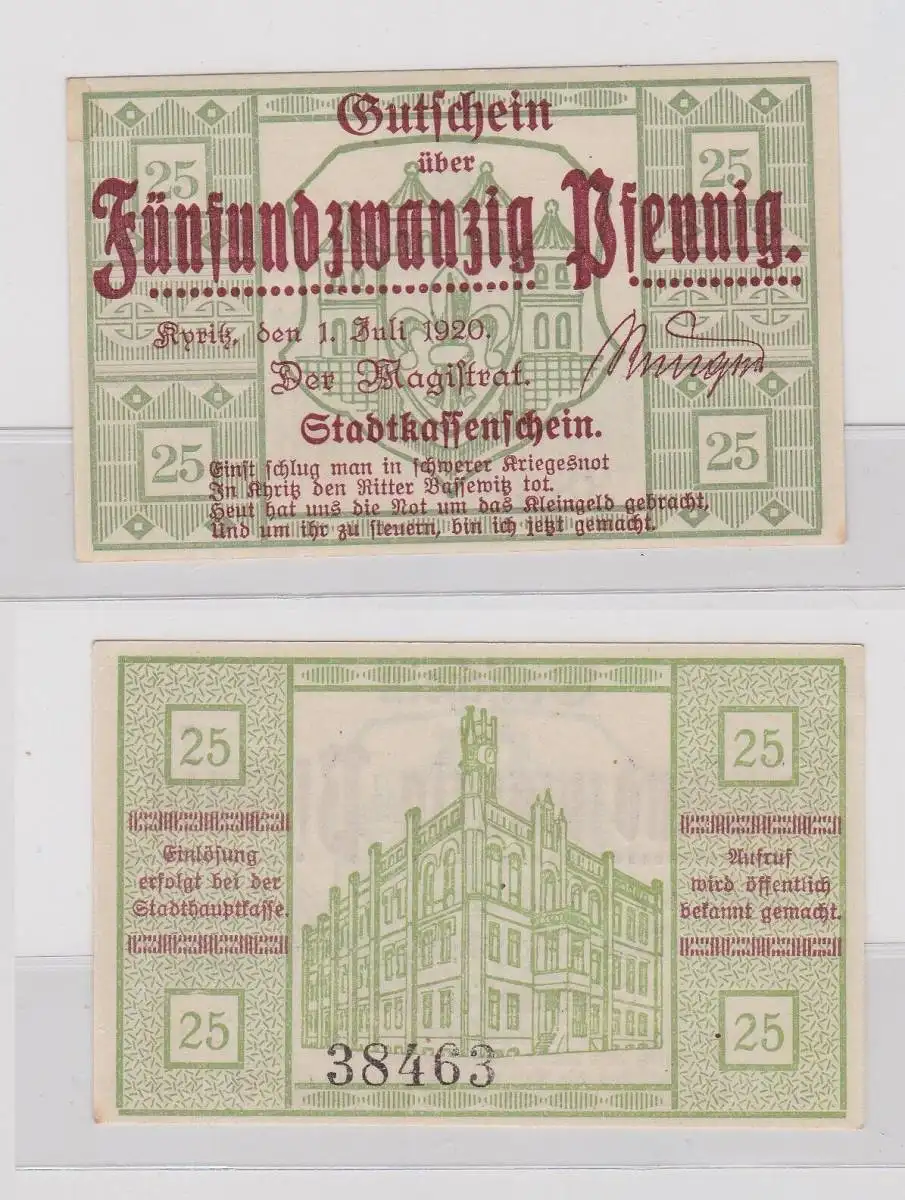 Gutschein
über
25 25
Fünfundzwanzig Pfennig.
Kyritz, den 1. Juli 1920.
Der Magistrat.
Stadtkassenschein.
25 25
Einst schlug man in schwerer Kriegesnot
In Kyritz den Ritter Bassewitz tot.
Heut hat uns die Not um das Kleingeld gebracht,
Und um ihr zu steuern, bin ich jetzt gemacht.
25 25
Einlösung
erfolgt bei der
Stadthauptkasse.
Aufruf
wird öffentlich
bekannt gemacht.
25 25
38463